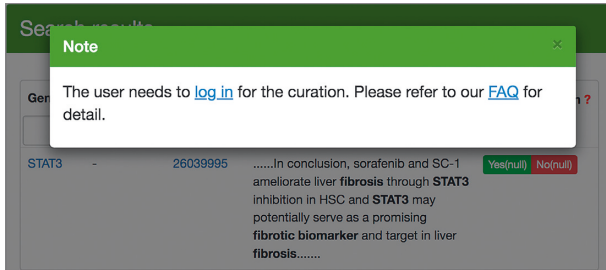 Note ×
The user needs to log in for the curation. Please refer to our FAQ for
detail.
Gen
n ?
STAT3 - 26039995 ......In conclusion, sorafenib and SC-1 Yes(null) No(null)
ameliorate liver fibrosis through STAT3
inhibition in HSC and STAT3 may
potentially serve as a promising
fibrotic biomarker and target in liver
fibrosis.......